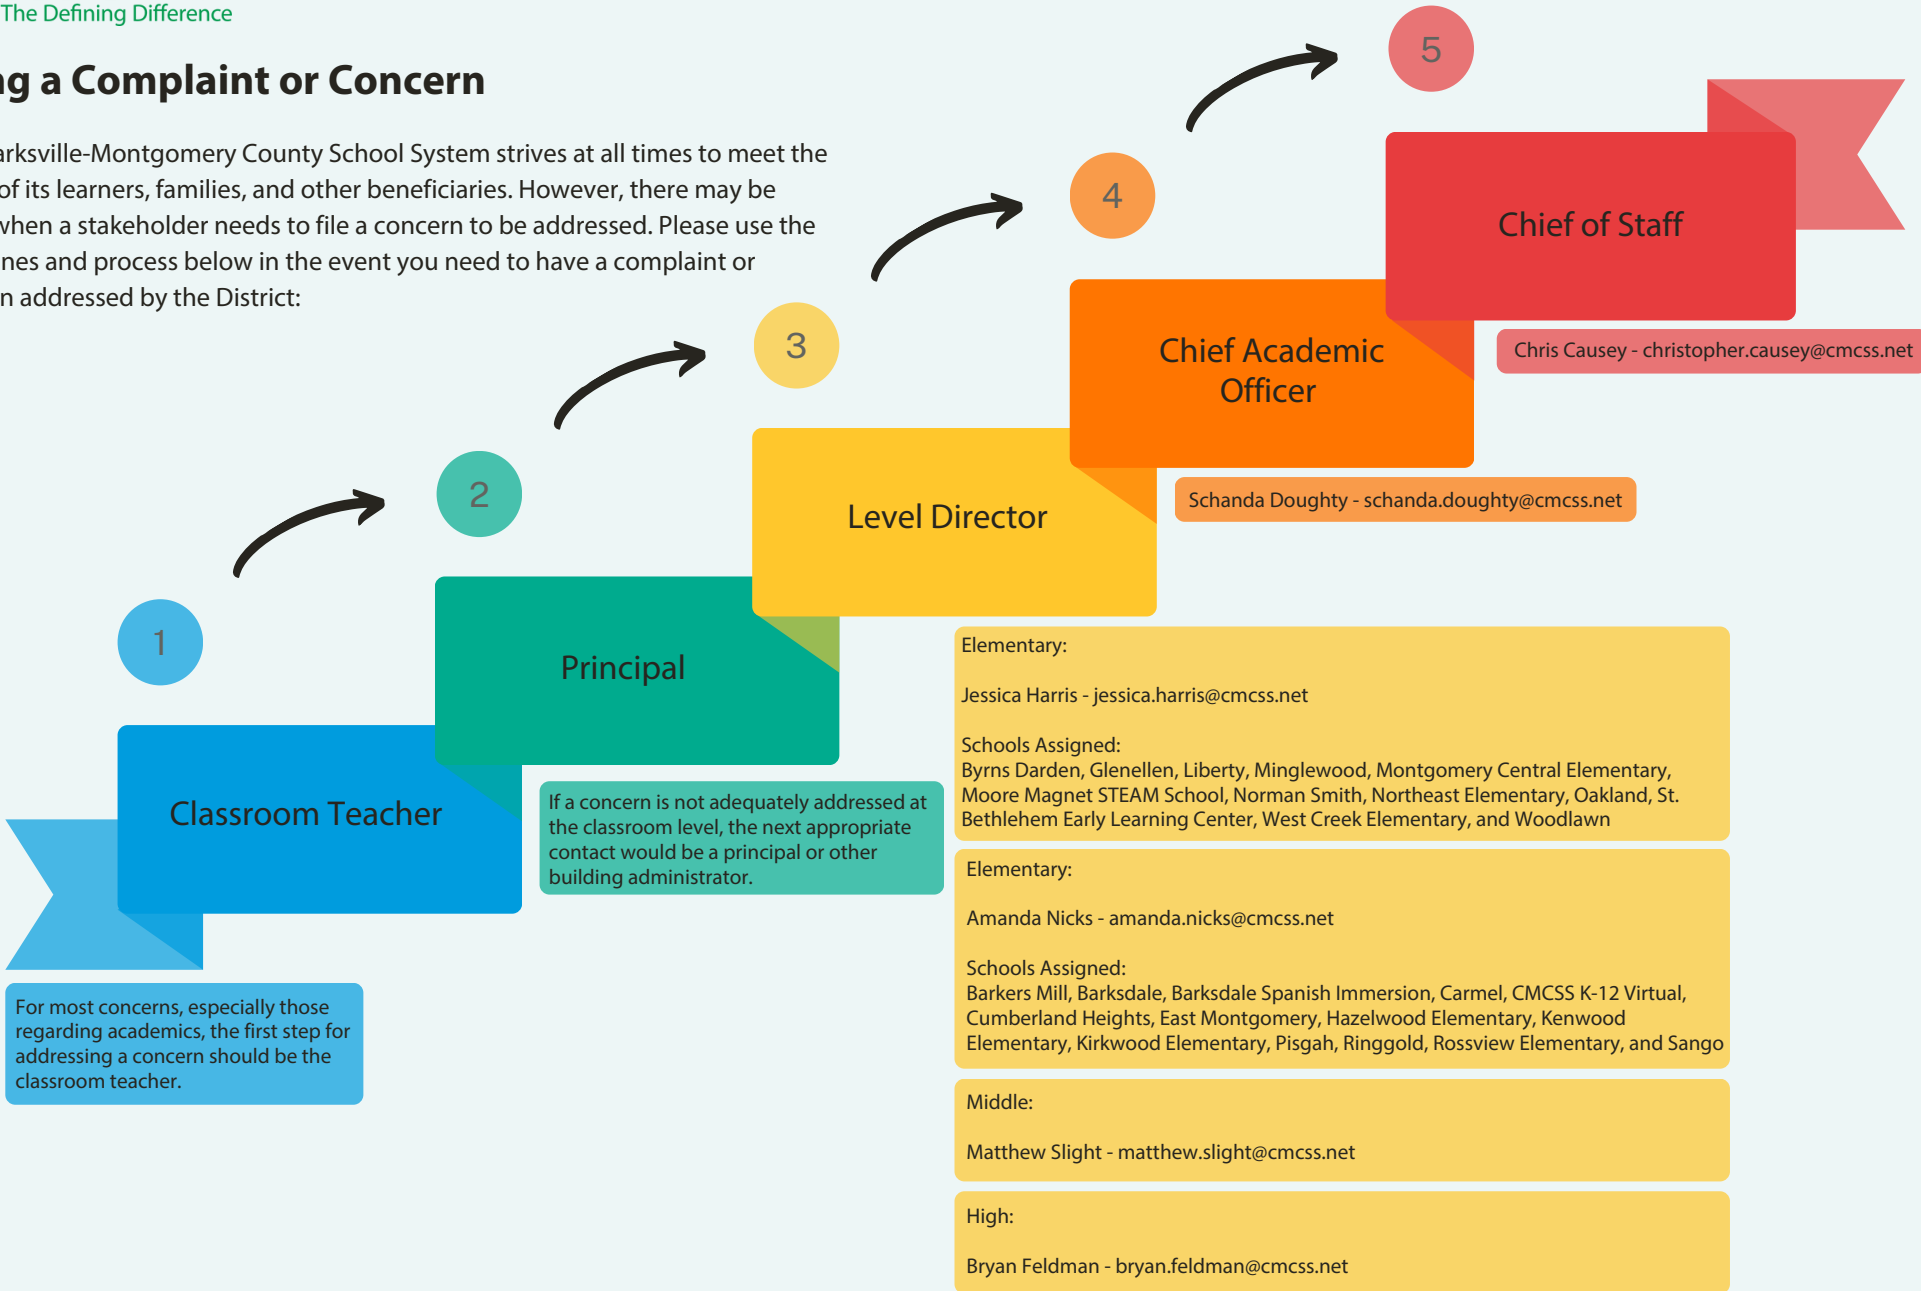 The Defining Difference
ng a Complaint or Concern
arksville-Montgomery County School System strives at all times to meet the
of its learners, families, and other beneficiaries. However, there may be
when a stakeholder needs to file a concern to be addressed. Please use the
nes and process below in the event you need to have a complaint or
n addressed by the District:
1
Classroom Teacher
For most concerns, especially those
regarding academics, the first step for
addressing a concern should be the
classroom teacher.
2
Principal
If a concern is not adequately addressed at
the classroom level, the next appropriate
contact would be a principal or other
building administrator.
3
Level Director
Elementary:
Jessica Harris - jessica.harris@cmcss.net
Schools Assigned:
Byrns Darden, Glenellen, Liberty, Minglewood, Montgomery Central Elementary,
Moore Magnet STEAM School, Norman Smith, Northeast Elementary, Oakland, St.
Bethlehem Early Learning Center, West Creek Elementary, and Woodlawn
Elementary:
Amanda Nicks - amanda.nicks@cmcss.net
Schools Assigned:
Barkers Mill, Barksdale, Barksdale Spanish Immersion, Carmel, CMCSS K-12 Virtual,
Cumberland Heights, East Montgomery, Hazelwood Elementary, Kenwood
Elementary, Kirkwood Elementary, Pisgah, Ringgold, Rossview Elementary, and Sango
Middle:
Matthew Slight - matthew.slight@cmcss.net
High:
Bryan Feldman - bryan.feldman@cmcss.net
4
Chief Academic
Officer
Schanda Doughty - schanda.doughty@cmcss.net
5
Chief of Staff
Chris Causey - christopher.causey@cmcss.net